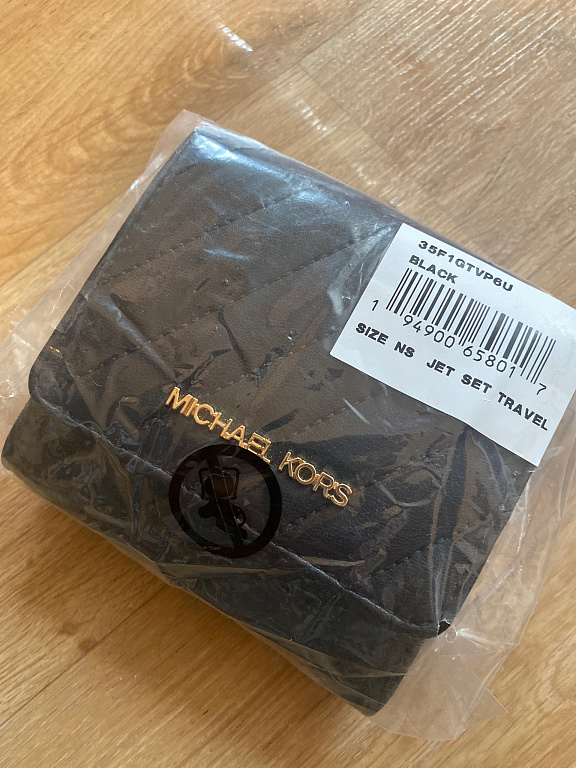 35F1GTVP6U
BLACK
1 94900 65801 7
SIZE NS JET SET TRAVEL
MICHAEL KORS